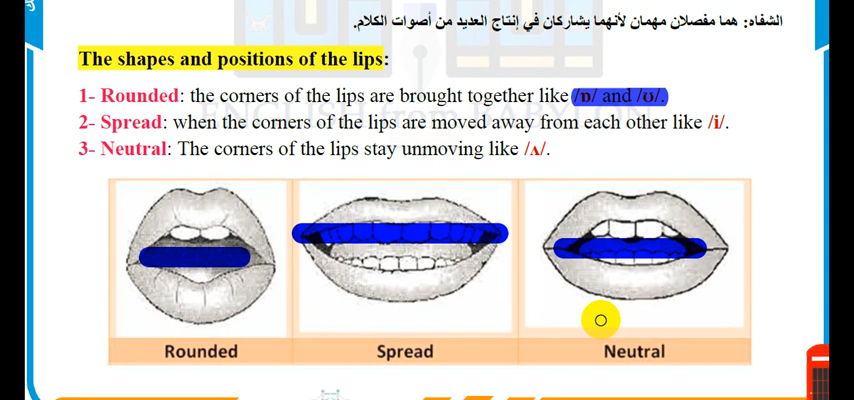 الشفاه: هما مفصلان مهمان لأنهما يشاركان في إنتاج العديد من أصوات الكلام.
The shapes and positions of the lips:
1- Rounded: the corners of the lips are brought together like /ɒ/ and /ʊ/.
2- Spread: when the corners of the lips are moved away from each other like /i/.
3- Neutral: The corners of the lips stay unmoving like /ʌ/.
ENGLISH from BABYLON
Rounded Spread Neutral